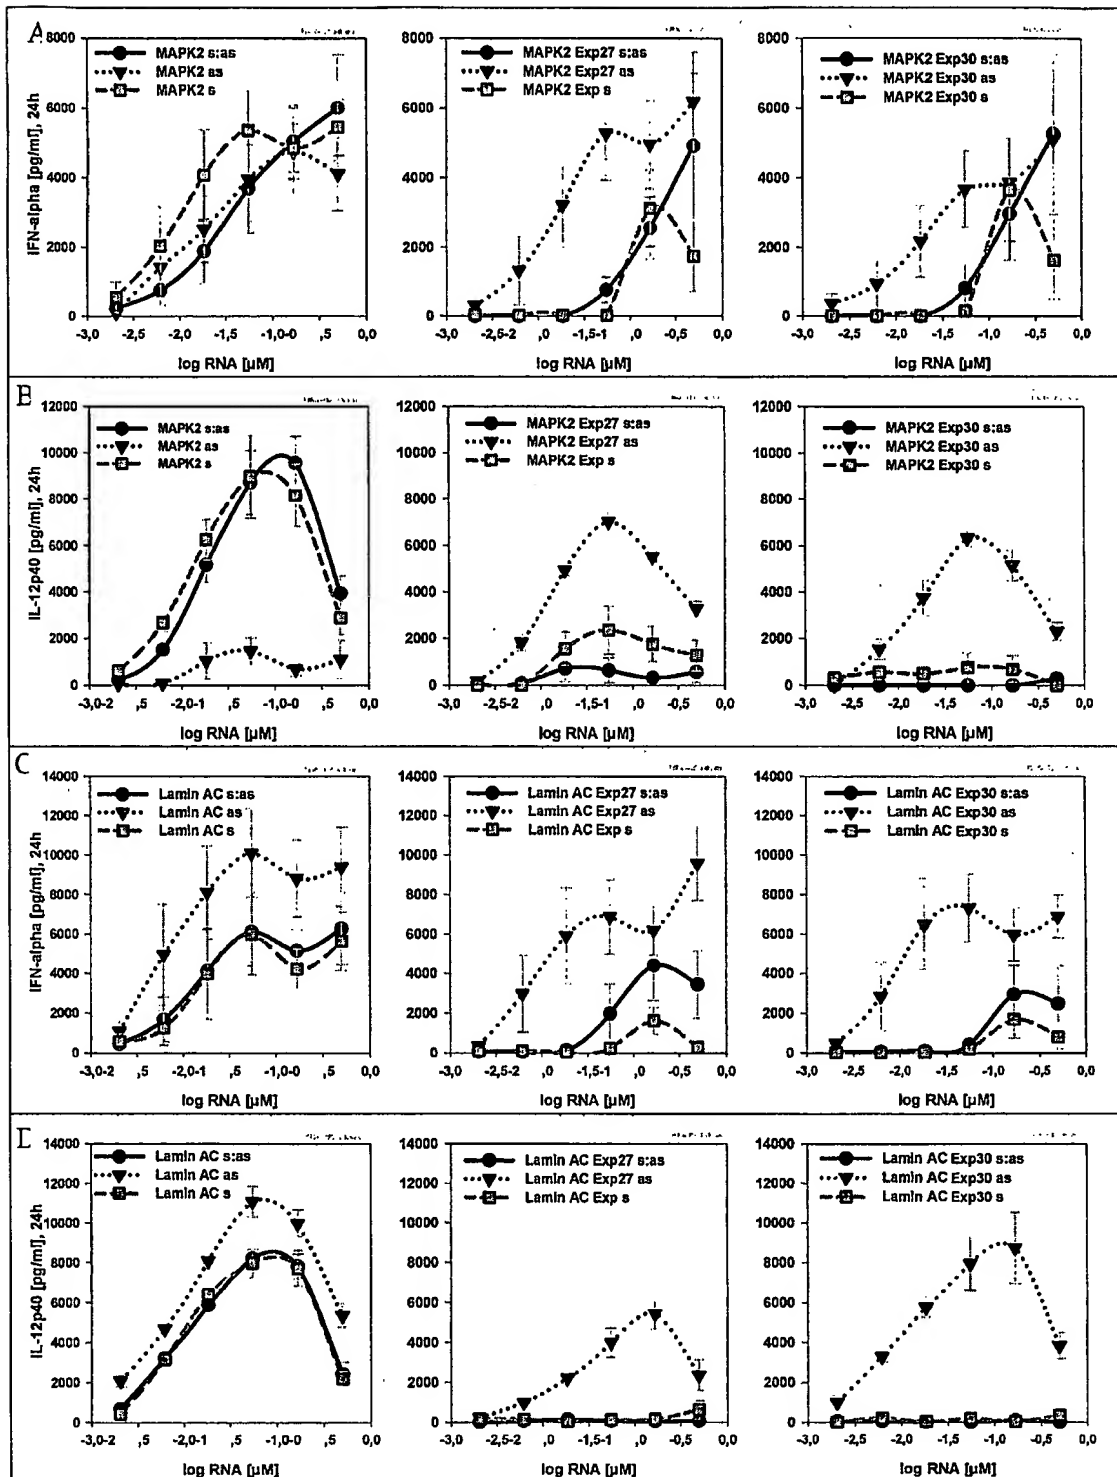 A
MAPK2 s:as
MAPK2 as
MAPK2 s
IFN-alpha [pg/ml], 24h
8000
6000
4000
2000
0
-3,0 -2,5 -2,0 -1,5 -1,0-0 ,5 0,0
log RNA [µM]
MAPK2 Exp27 s:as
MAPK2 Exp27 as
MAPK2 Exp s
8000
6000
4000
2000
0
-3,0 -2,5 -2,0 -1,5-1 ,0 -0,5 0,0
log RNA [µM]
MAPK2 Exp30 s:as
MAPK2 Exp30 as
MAPK2 Exp30 s
8000
6000
4000
2000
0
-3,0 -2,5 -2,0 -1,5 -1,0 -0,5 0,0
log RNA [µM]
B
MAPK2 s:as
MAPK2 as
MAPK2 s
IL-12p40 [pg/ml], 24h
12000
10000
8000
6000
4000
2000
0
-3,0 -2 ,5 -2,0 -1,5 -1,0-0 ,5 0,0
log RNA [µM]
MAPK2 Exp27 s:as
MAPK2 Exp27 as
MAPK2 Exp s
12000
10000
8000
6000
4000
2000
0
-3,0 -2,5-2 ,0 -1,5 -1,0 -0,5 0,0
log RNA [µM]
MAPK2 Exp30 s:as
MAPK2 Exp30 as
MAPK2 Exp30 s
12000
10000
8000
6000
4000
2000
0
-3,0 -2,5 -2,0 -1,5 -1,0 -0,5 0,0
log RNA [µM]
C
Lamin AC s:as
Lamin AC as
Lamin AC s
IFN-alpha [pg/ml], 24h
14000
12000
10000
8000
6000
4000
2000
0
-3,0-2 ,5 -2,0-1 ,5 -1,0-0 ,5 0,0
log RNA [µM]
Lamin AC Exp27 s:as
Lamin AC Exp27 as
Lamin AC Exp s
14000
12000
10000
8000
6000
4000
2000
0
-3,0 -2,5-2 ,0 -1,5-1 ,0 -0,5 0,0
log RNA [µM]
Lamin AC Exp30 s:as
Lamin AC Exp30 as
Lamin AC Exp30 s
14000
12000
10000
8000
6000
4000
2000
0
-3,0 -2,5 -2,0 -1,5 -1,0 -0,5 0,0
log RNA [µM]
Lamin AC s:as
Lamin AC as
Lamin AC s
IL-12p40 [pg/ml], 24h
14000
12000
10000
8000
6000
4000
2000
0
-3,0-2 ,5 -2,0-1 ,5 -1,0-0 ,5 0,0
log RNA [µM]
Lamin AC Exp27 s:as
Lamin AC Exp27 as
Lamin AC Exp s
14000
12000
10000
8000
6000
4000
2000
0
-3,0 -2,5-2 ,0 -1,5-1 ,0 -0,5 0,0
log RNA [µM]
Lamin AC Exp30 s:as
Lamin AC Exp30 as
Lamin AC Exp30 s
14000
12000
10000
8000
6000
4000
2000
0
-3,0 -2,5 -2,0 -1,5 -1,0 -0,5 0,0
log RNA [µM]